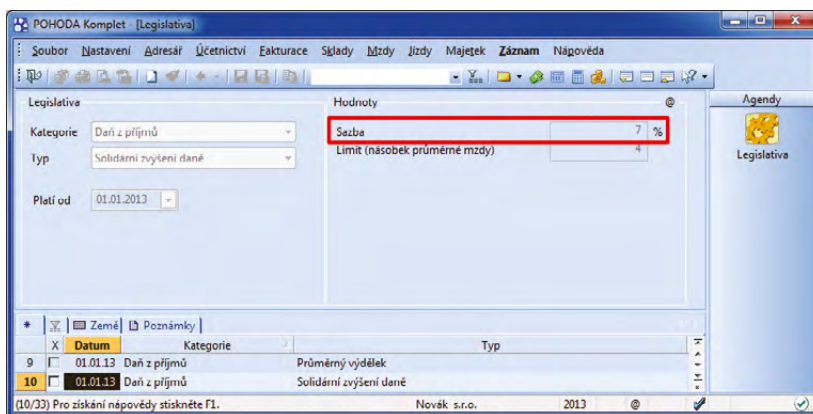 POHODA Komplet - [Legislativa]
Soubor Nastavení Adresář Účetnictví Fakturace Sklady Mzdy Jízdy Majetek Záznam Nápověda
Legislativa
Hodnoty
@
Agendy
Kategorie Daň z příjmů
Sazba 7 %
Typ Solidární zvýšení daně
Limit (násobek průměrné mzdy) 4
Legislativa
Platí od 01.01.2013
* Země Poznámky
X Datum Kategorie Typ
9 01.01.13 Daň z příjmů Průměrný výdělek
10 01.01.13 Daň z příjmů Solidární zvýšení daně
(10/33) Pro získání nápovědy stiskněte F1. Novák s.r.o. 2013 @